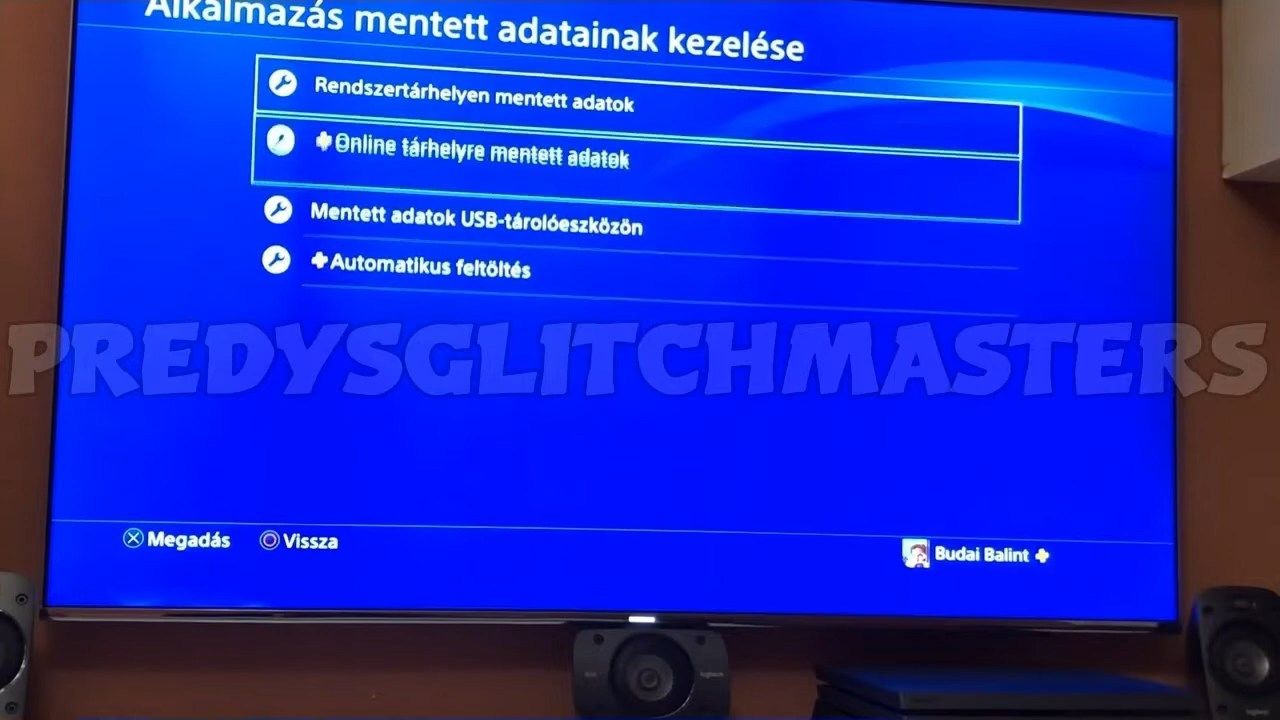 Alkalmazás mentett adatainak kezelése
Rendszertárhelyen mentett adatok
Online tárhelyre mentett adatok
Mentett adatok USB-tárolóeszközön
Automatikus feltöltés
PREDYSGLITCHMASTERS
Megadás
Vissza
Budai Balint
logitech